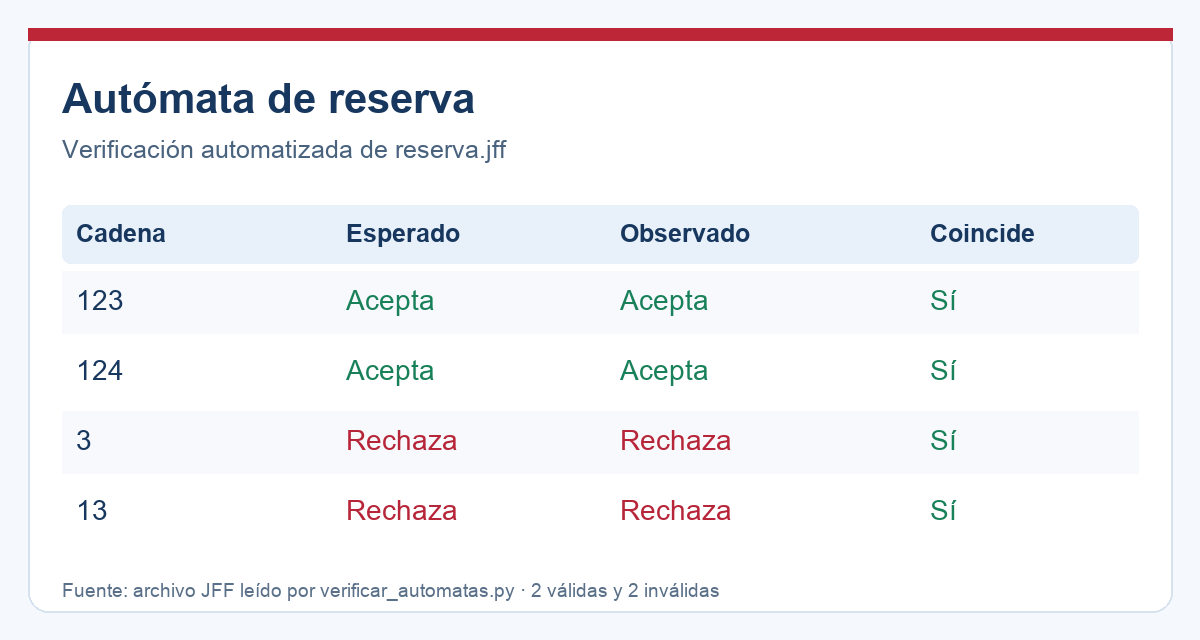 Autómata de reserva
Verificación automatizada de reserva.jff
Cadena Esperado Observado Coincide
123 Acepta Acepta Sí
124 Acepta Acepta Sí
3 Rechaza Rechaza Sí
13 Rechaza Rechaza Sí
Fuente: archivo JFF leído por verificar_automatas.py · 2 válidas y 2 inválidas